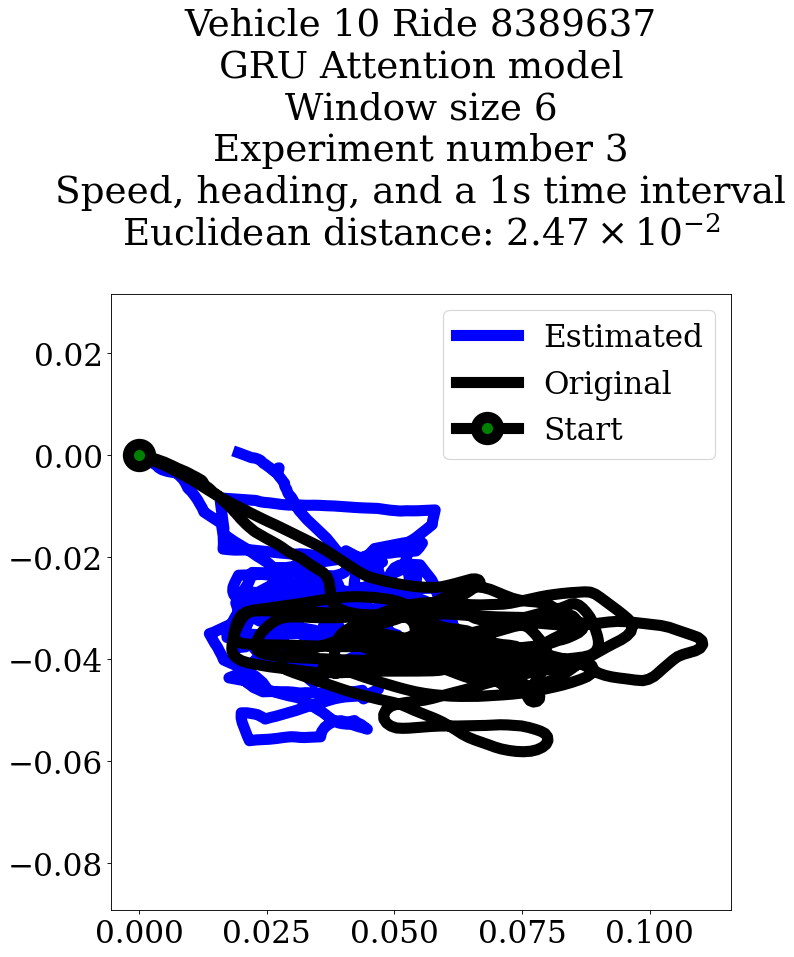 Vehicle 10 Ride 8389637
GRU Attention model
Window size 6
Experiment number 3
Speed, heading, and a 1s time interval
Euclidean distance: 2.47 × 10⁻²
Estimated
Original
Start
0.02
0.00
−0.02
−0.04
−0.06
−0.08
0.000 0.025 0.050 0.075 0.100